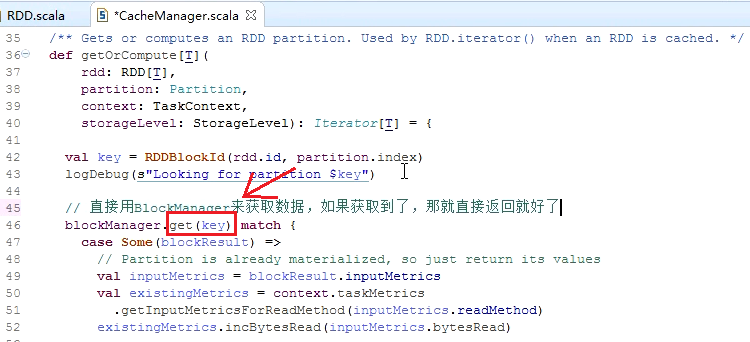 RDD.scala
*CacheManager.scala
35 /** Gets or computes an RDD partition. Used by RDD.iterator() when an RDD is cached. */
36 def getOrCompute[T](
37 rdd: RDD[T],
38 partition: Partition,
39 context: TaskContext,
40 storageLevel: StorageLevel): Iterator[T] = {
41
42 val key = RDDBlockId(rdd.id, partition.index)
43 logDebug(s"Looking for partition $key")
44
45 // 直接用BlockManager来获取数据，如果获取到了，那就直接返回就好了
46 blockManager.get(key) match {
47 case Some(blockResult) =>
48 // Partition is already materialized, so just return its values
49 val inputMetrics = blockResult.inputMetrics
50 val existingMetrics = context.taskMetrics
51 .getInputMetricsForReadMethod(inputMetrics.readMethod)
52 existingMetrics.incBytesRead(inputMetrics.bytesRead)